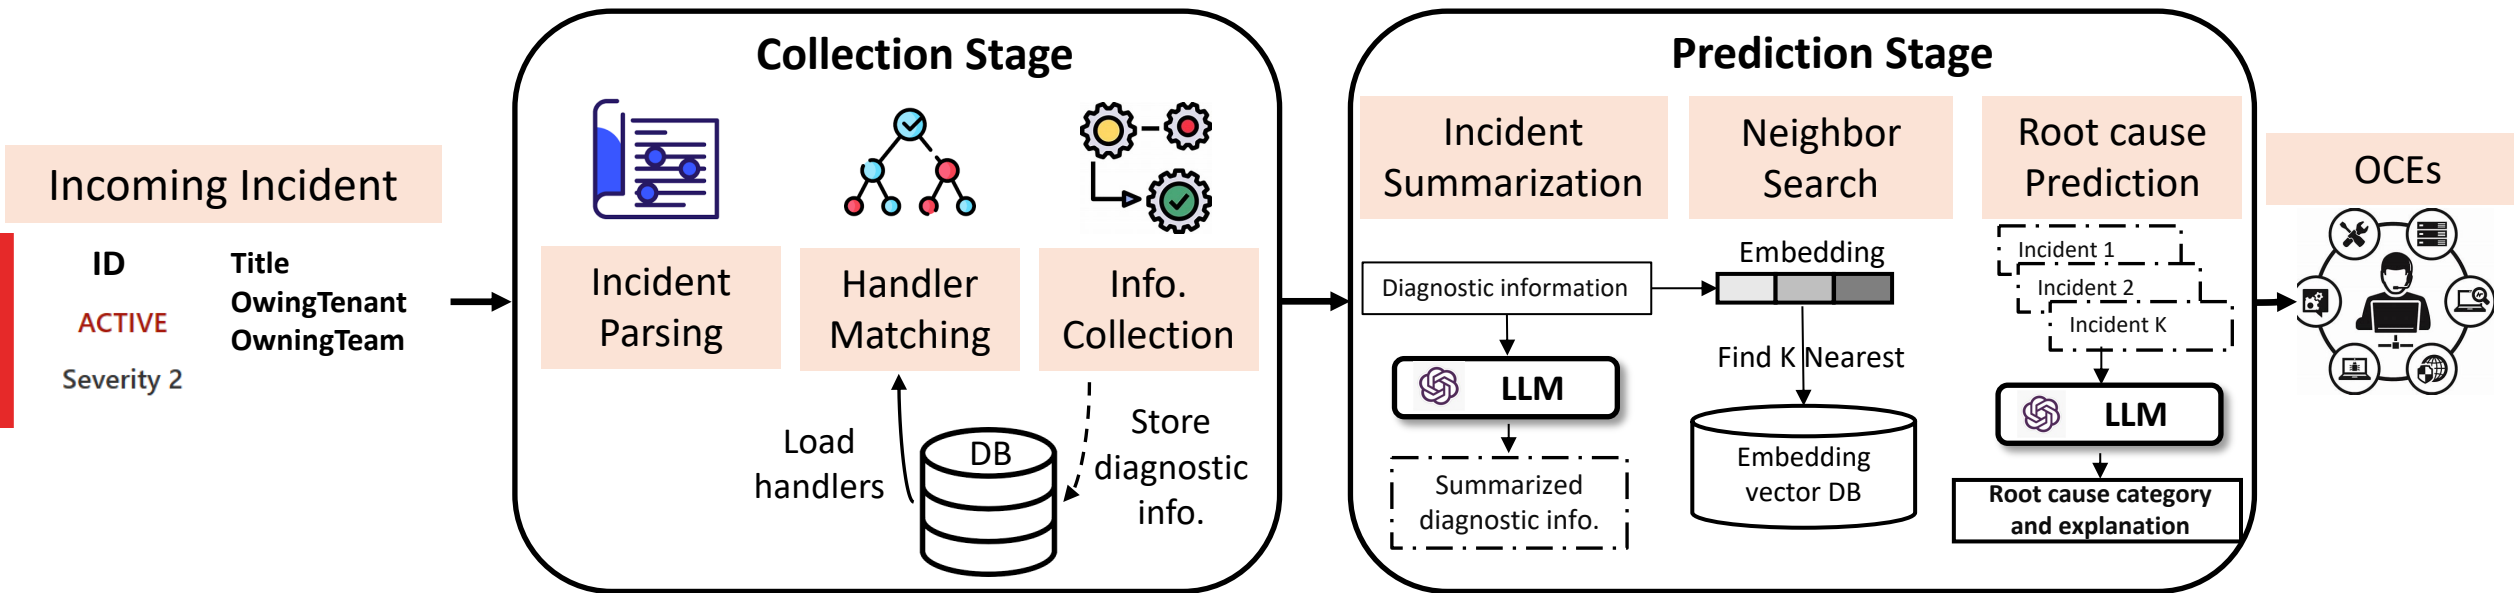 Incoming Incident
ID
ACTIVE
Severity 2
Title
OwingTenant
OwningTeam
Collection Stage
Incident
Parsing
Handler
Matching
Info.
Collection
Load
handlers
DB
Store
diagnostic
info.
Prediction Stage
Incident
Summarization
Diagnostic information
LLM
Summarized
diagnostic info.
Neighbor
Search
Embedding
Find K Nearest
Embedding
vector DB
Root cause
Prediction
Incident 1
Incident 2
Incident K
LLM
Root cause category
and explanation
OCEs